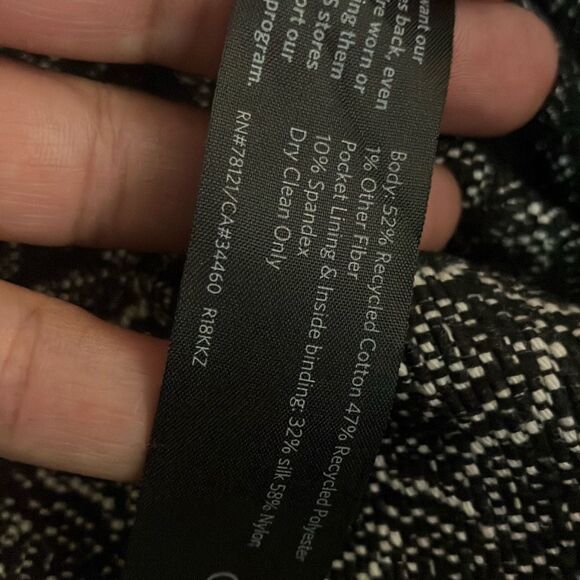 want our
es back, even
re worn or
ing them
S stores
ort our
program.
Body: 52% Recycled Cotton 47% Recycled Polyester
1% Other Fiber
Pocket Lining & Inside binding: 32% silk 58% Nylon
10% Spandex
Dry Clean Only
RN#78121/CA#34460 R18KKZ